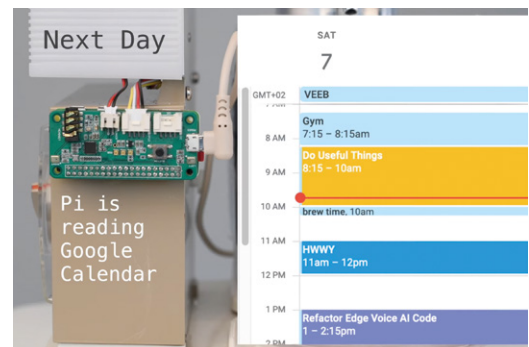 Next Day
Pi is
reading
Google
Calendar
SAT
7
GMT+02
VEEB
Gym
7:15 – 8:15am
8 AM
Do Useful Things
8:15 – 10am
9 AM
10 AM
brew time, 10am
11 AM
HWWY
11am – 12pm
12 PM
1 PM
Refactor Edge Voice AI Code
1 – 2:15pm
2 PM